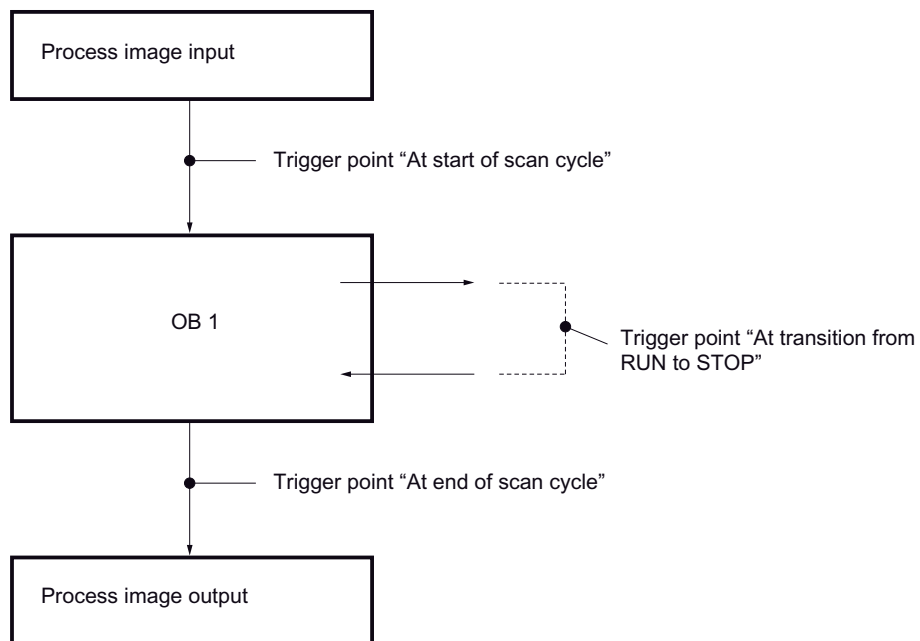 Process image input
Trigger point “At start of scan cycle”
OB 1
Trigger point “At transition from
RUN to STOP”
Trigger point “At end of scan cycle”
Process image output